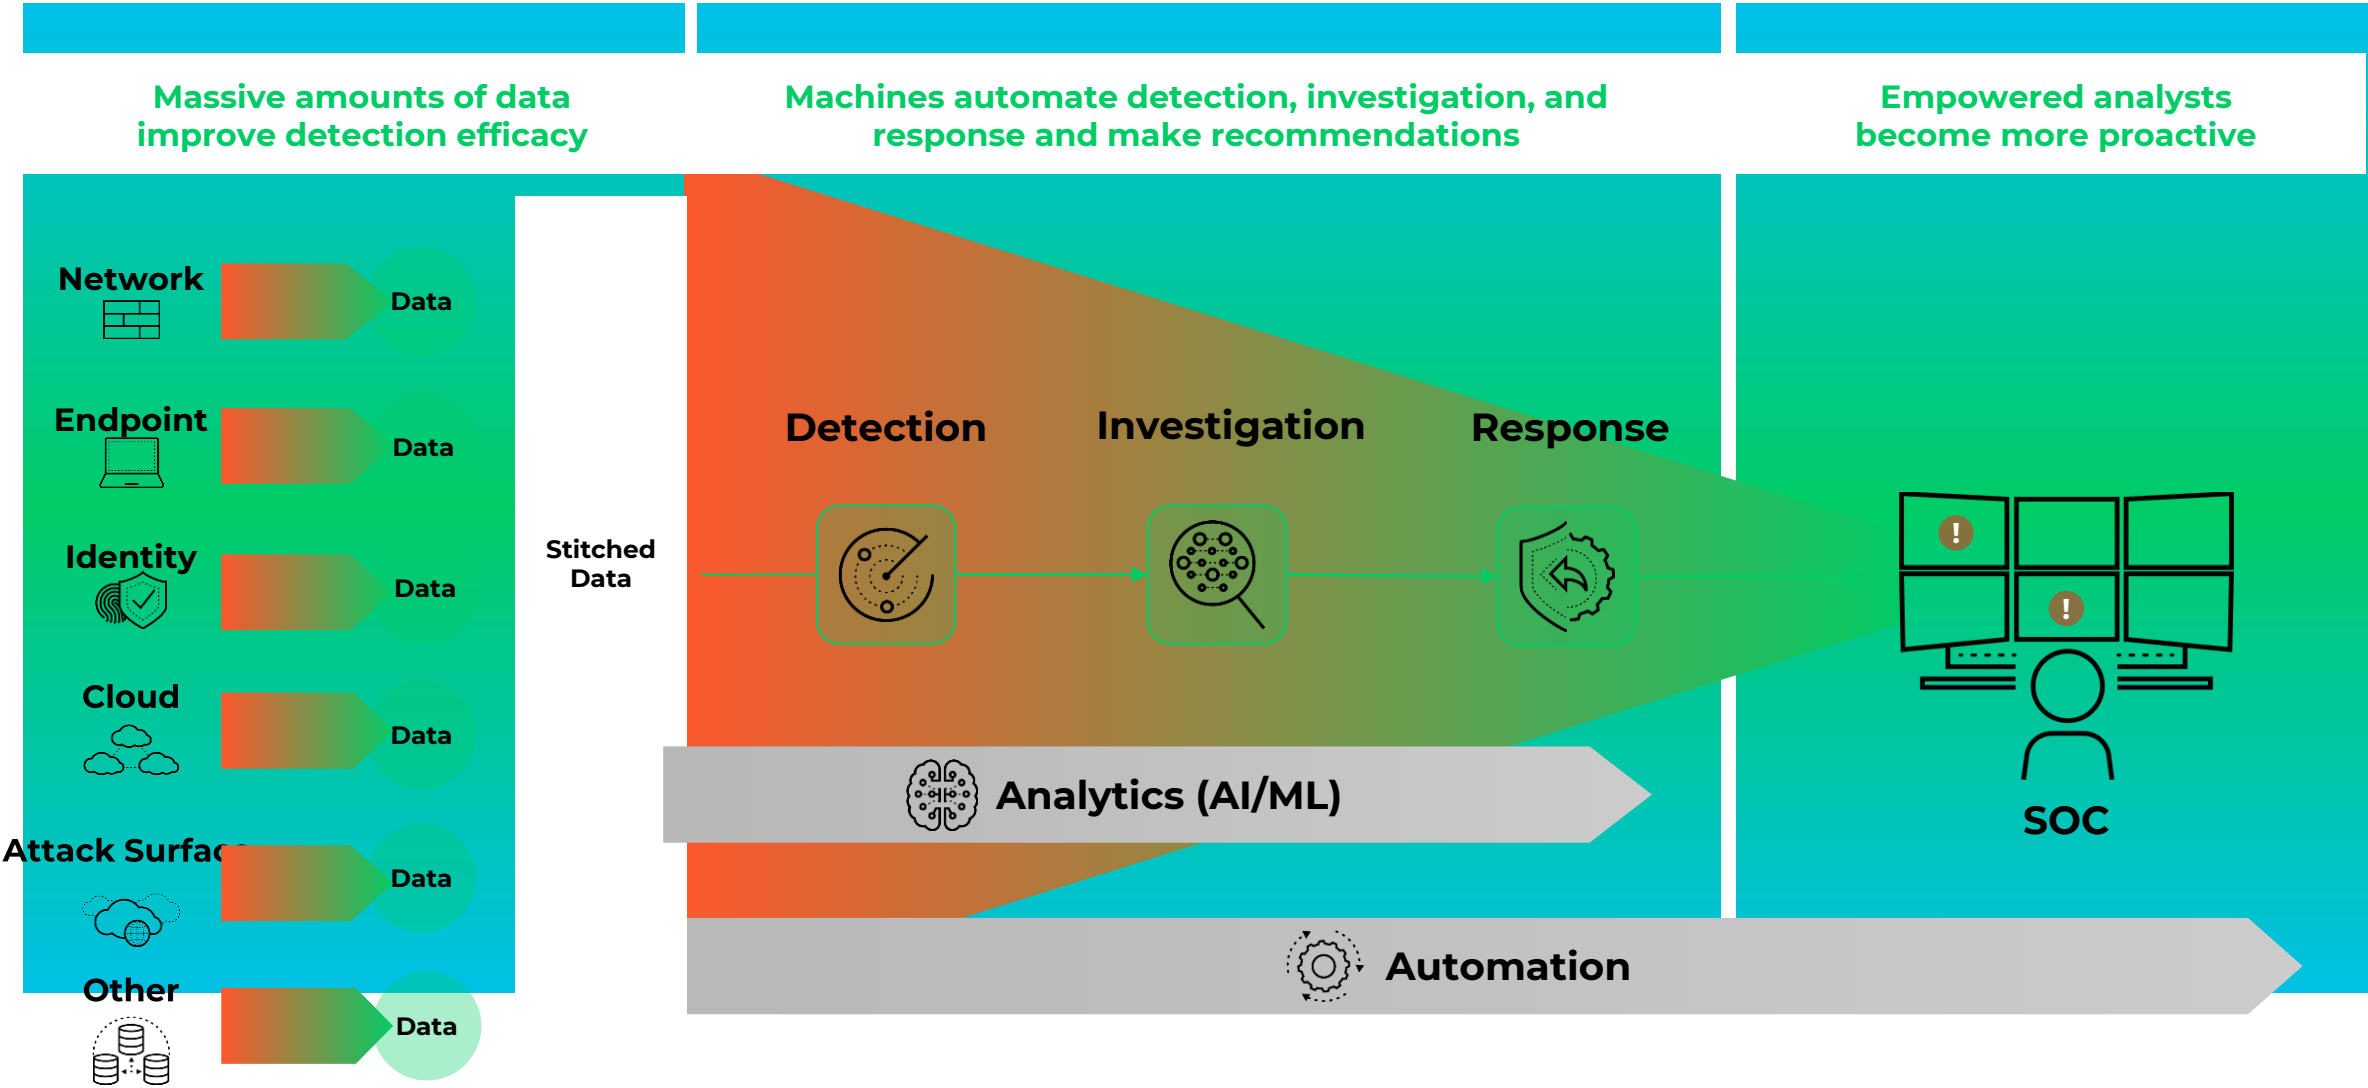 Massive amounts of data
improve detection efficacy
Machines automate detection, investigation, and
response and make recommendations
Empowered analysts
become more proactive
Network
Data
Endpoint
Data
Identity
Data
Cloud
Data
Attack Surface
Data
Other
Data
Stitched
Data
Detection
Investigation
Response
!
!
SOC
Analytics (AI/ML)
Automation